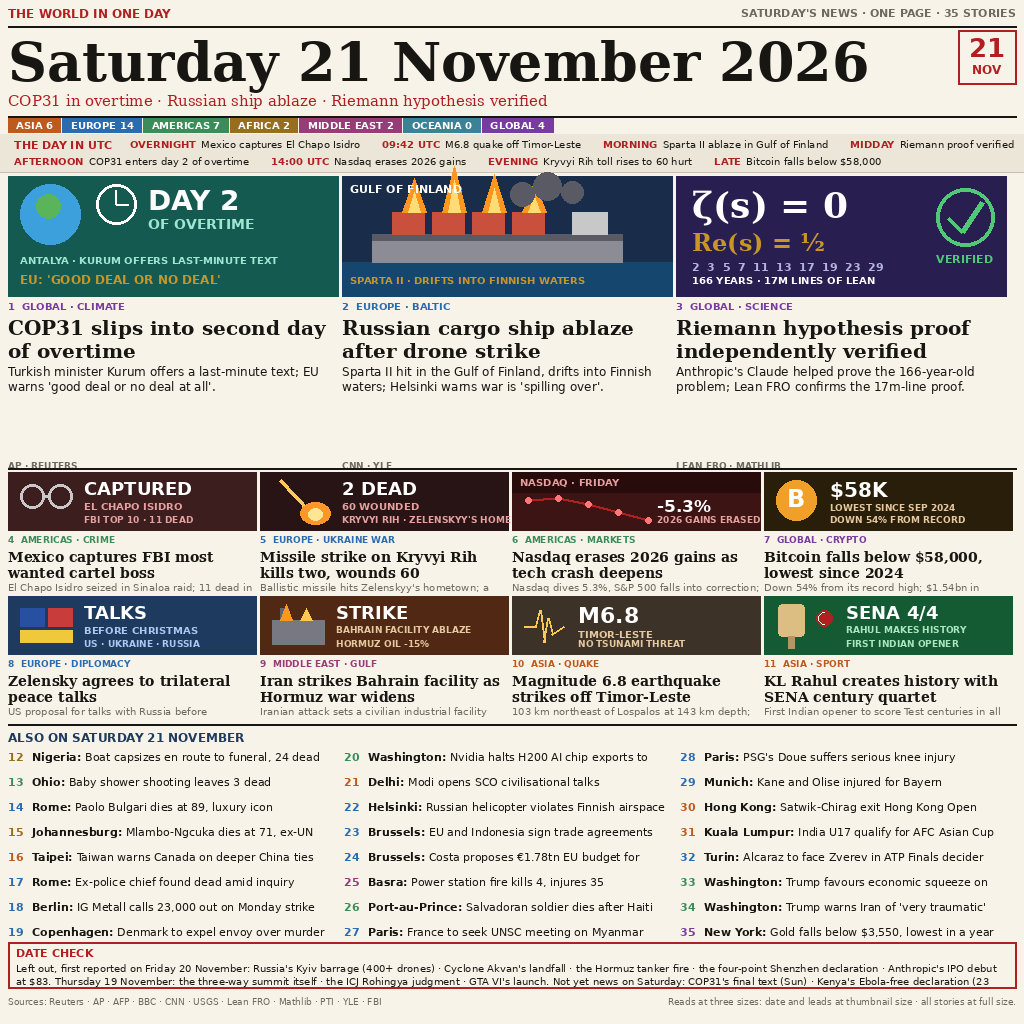 THE WORLD IN ONE DAY
SATURDAY'S NEWS · ONE PAGE · 35 STORIES
Saturday 21 November 2026
21
NOV
COP31 in overtime · Russian ship ablaze · Riemann hypothesis verified
ASIA 6 EUROPE 14 AMERICAS 7 AFRICA 2 MIDDLE EAST 2 OCEANIA 0 GLOBAL 4
THE DAY IN UTC OVERNIGHT Mexico captures El Chapo Isidro 09:42 UTC M6.8 quake off Timor-Leste MORNING Sparta II ablaze in Gulf of Finland MIDDAY Riemann proof verified
AFTERNOON COP31 enters day 2 of overtime 14:00 UTC Nasdaq erases 2026 gains EVENING Kryvyi Rih toll rises to 60 hurt LATE Bitcoin falls below $58,000
DAY 2
OF OVERTIME
ANTALYA · KURUM OFFERS LAST-MINUTE TEXT
EU: 'GOOD DEAL OR NO DEAL'
1 GLOBAL · CLIMATE
COP31 slips into second day
of overtime
Turkish minister Kurum offers a last-minute text; EU
warns 'good deal or no deal at all'.
AP · REUTERS
GULF OF FINLAND
SPARTA II · DRIFTS INTO FINNISH WATERS
2 EUROPE · BALTIC
Russian cargo ship ablaze
after drone strike
Sparta II hit in the Gulf of Finland, drifts into Finnish
waters; Helsinki warns war is 'spilling over'.
CNN · YLE
ζ(s) = 0
Re(s) = ½
2 3 5 7 11 13 17 19 23 29
166 YEARS · 17M LINES OF LEAN
VERIFIED
3 GLOBAL · SCIENCE
Riemann hypothesis proof
independently verified
Anthropic's Claude helped prove the 166-year-old
problem; Lean FRO confirms the 17m-line proof.
LEAN FRO · MATHLIB
CAPTURED
EL CHAPO ISIDRO
FBI TOP 10 · 11 DEAD
4 AMERICAS · CRIME
Mexico captures FBI most
wanted cartel boss
El Chapo Isidro seized in Sinaloa raid; 11 dead in
2 DEAD
60 WOUNDED
KRYVYI RIH · ZELENSKYY'S HOME
5 EUROPE · UKRAINE WAR
Missile strike on Kryvyi Rih
kills two, wounds 60
Ballistic missile hits Zelenskyy's hometown; a
NASDAQ · FRIDAY
-5.3%
2026 GAINS ERASED
6 AMERICAS · MARKETS
Nasdaq erases 2026 gains as
tech crash deepens
Nasdaq dives 5.3%, S&P 500 falls into correction;
B
$58K
LOWEST SINCE SEP 2024
DOWN 54% FROM RECORD
7 GLOBAL · CRYPTO
Bitcoin falls below $58,000,
lowest since 2024
Down 54% from its record high; $1.54bn in
TALKS
BEFORE CHRISTMAS
US · UKRAINE · RUSSIA
8 EUROPE · DIPLOMACY
Zelensky agrees to trilateral
peace talks
US proposal for talks with Russia before
STRIKE
BAHRAIN FACILITY ABLAZE
HORMUZ OIL -15%
9 MIDDLE EAST · GULF
Iran strikes Bahrain facility as
Hormuz war widens
Iranian attack sets a civilian industrial facility
M6.8
TIMOR-LESTE
NO TSUNAMI THREAT
10 ASIA · QUAKE
Magnitude 6.8 earthquake
strikes off Timor-Leste
103 km northeast of Lospalos at 143 km depth;
SENA 4/4
RAHUL MAKES HISTORY
FIRST INDIAN OPENER
11 ASIA · SPORT
KL Rahul creates history with
SENA century quartet
First Indian opener to score Test centuries in all
ALSO ON SATURDAY 21 NOVEMBER
12 Nigeria: Boat capsizes en route to funeral, 24 dead
13 Ohio: Baby shower shooting leaves 3 dead
14 Rome: Paolo Bulgari dies at 89, luxury icon
15 Johannesburg: Mlambo-Ngcuka dies at 71, ex-UN
16 Taipei: Taiwan warns Canada on deeper China ties
17 Rome: Ex-police chief found dead amid inquiry
18 Berlin: IG Metall calls 23,000 out on Monday strike
19 Copenhagen: Denmark to expel envoy over murder
20 Washington: Nvidia halts H200 AI chip exports to
21 Delhi: Modi opens SCO civilisational talks
22 Helsinki: Russian helicopter violates Finnish airspace
23 Brussels: EU and Indonesia sign trade agreements
24 Brussels: Costa proposes €1.78tn EU budget for
25 Basra: Power station fire kills 4, injures 35
26 Port-au-Prince: Salvadoran soldier dies after Haiti
27 Paris: France to seek UNSC meeting on Myanmar
28 Paris: PSG's Doue suffers serious knee injury
29 Munich: Kane and Olise injured for Bayern
30 Hong Kong: Satwik-Chirag exit Hong Kong Open
31 Kuala Lumpur: India U17 qualify for AFC Asian Cup
32 Turin: Alcaraz to face Zverev in ATP Finals decider
33 Washington: Trump favours economic squeeze on
34 Washington: Trump warns Iran of 'very traumatic'
35 New York: Gold falls below $3,550, lowest in a year
DATE CHECK
Left out, first reported on Friday 20 November: Russia's Kyiv barrage (400+ drones) · Cyclone Akvan's landfall · the Hormuz tanker fire · the four-point Shenzhen declaration · Anthropic's IPO debut
at $83. Thursday 19 November: the three-way summit itself · the ICJ Rohingya judgment · GTA VI's launch. Not yet news on Saturday: COP31's final text (Sun) · Kenya's Ebola-free declaration (23
Sources: Reuters · AP · AFP · BBC · CNN · USGS · Lean FRO · Mathlib · PTI · YLE · FBI
Reads at three sizes: date and leads at thumbnail size · all stories at full size.